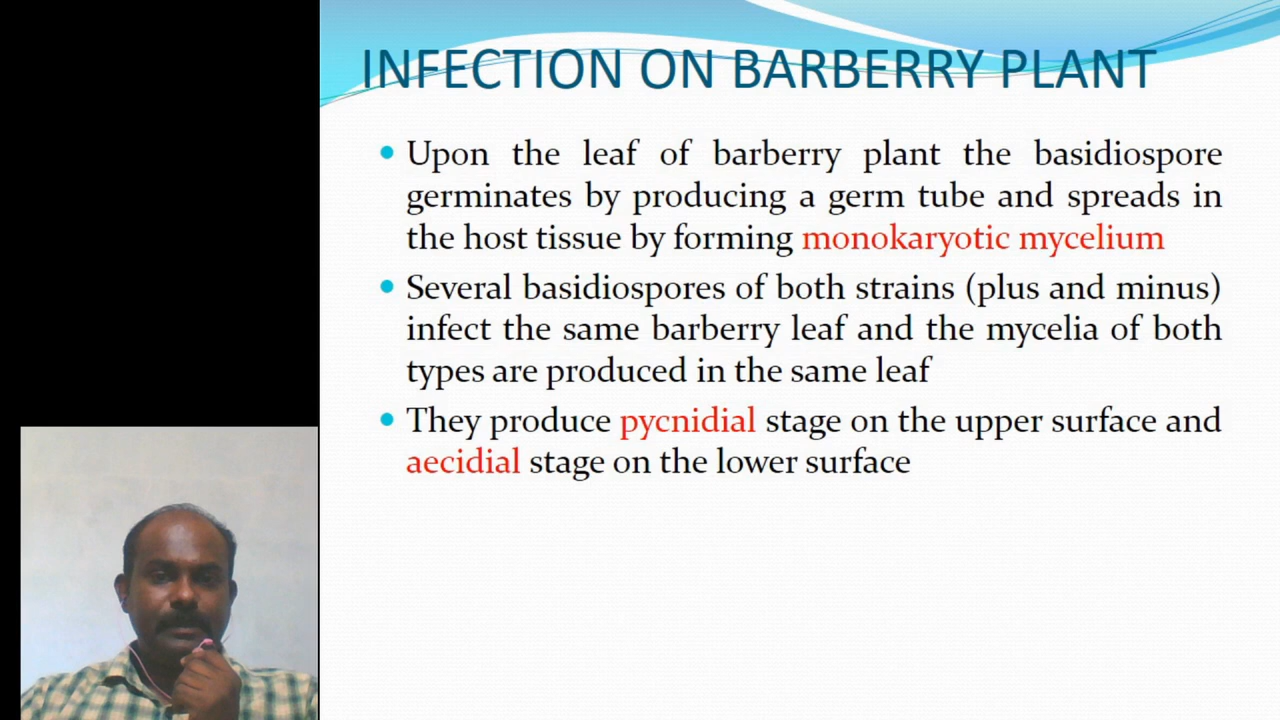 INFECTION ON BARBERRY PLANT
• Upon the leaf of barberry plant the basidiospore
germinates by producing a germ tube and spreads in
the host tissue by forming monokaryotic mycelium
• Several basidiospores of both strains (plus and minus)
infect the same barberry leaf and the mycelia of both
types are produced in the same leaf
• They produce pycnidial stage on the upper surface and
aecidial stage on the lower surface